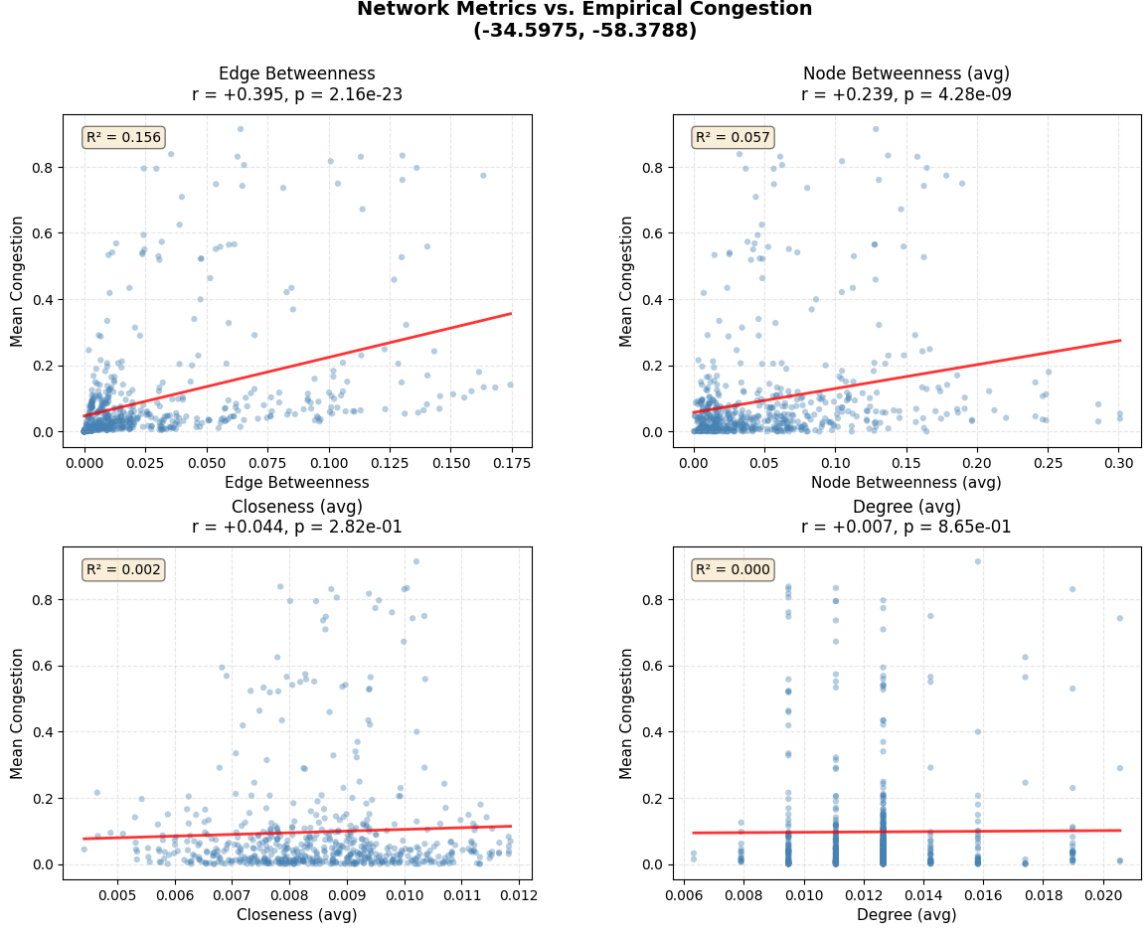 Network Metrics vs. Empirical Congestion
(-34.5975, -58.3788)
Edge Betweenness
r = +0.395, p = 2.16e-23
R² = 0.156
Mean Congestion
0.8
0.6
0.4
0.2
0.0
0.000 0.025 0.050 0.075 0.100 0.125 0.150 0.175
Edge Betweenness
Node Betweenness (avg)
r = +0.239, p = 4.28e-09
R² = 0.057
Mean Congestion
0.8
0.6
0.4
0.2
0.0
0.00 0.05 0.10 0.15 0.20 0.25 0.30
Node Betweenness (avg)
Closeness (avg)
r = +0.044, p = 2.82e-01
R² = 0.002
Mean Congestion
0.8
0.6
0.4
0.2
0.0
0.005 0.006 0.007 0.008 0.009 0.010 0.011 0.012
Closeness (avg)
Degree (avg)
r = +0.007, p = 8.65e-01
R² = 0.000
Mean Congestion
0.8
0.6
0.4
0.2
0.0
0.006 0.008 0.010 0.012 0.014 0.016 0.018 0.020
Degree (avg)